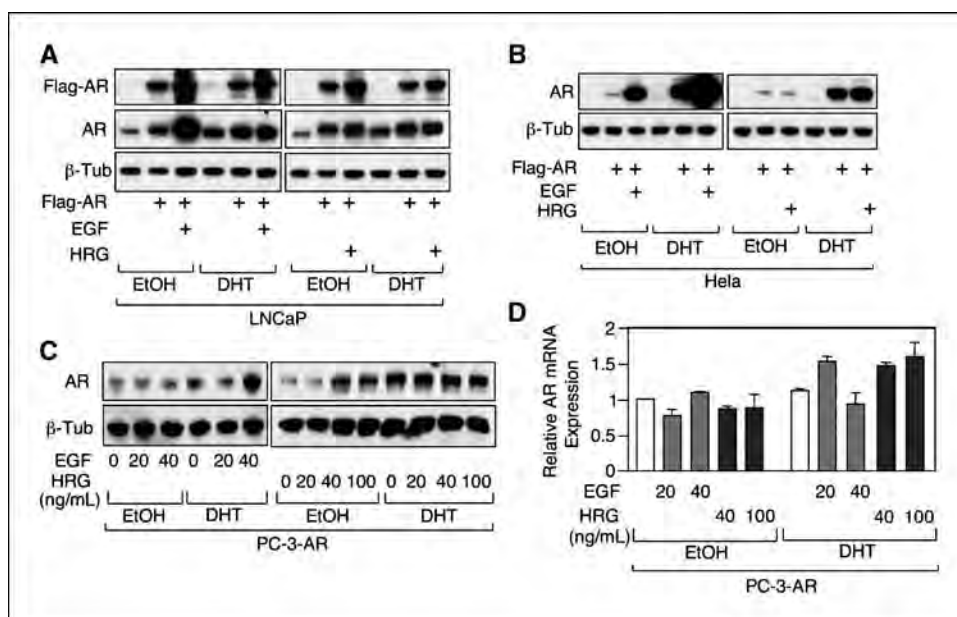 A
Flag-AR
AR
β-Tub
Flag-AR + + + + + + + +
EGF + +
HRG + +
EtOH DHT EtOH DHT
LNCaP
B
AR
β-Tub
Flag-AR + + + + + + + +
EGF + +
HRG + +
EtOH DHT EtOH DHT
Hela
C
AR
β-Tub
EGF 0 20 40 0 20 40
HRG 0 20 40 100 0 20 40 100
(ng/mL)
EtOH DHT EtOH DHT
PC-3-AR
D
Relative AR mRNA
Expression
2
1.5
1
0.5
0
EGF 20 40 20 40
HRG 40 100 40 100
(ng/mL)
EtOH DHT
PC-3-AR